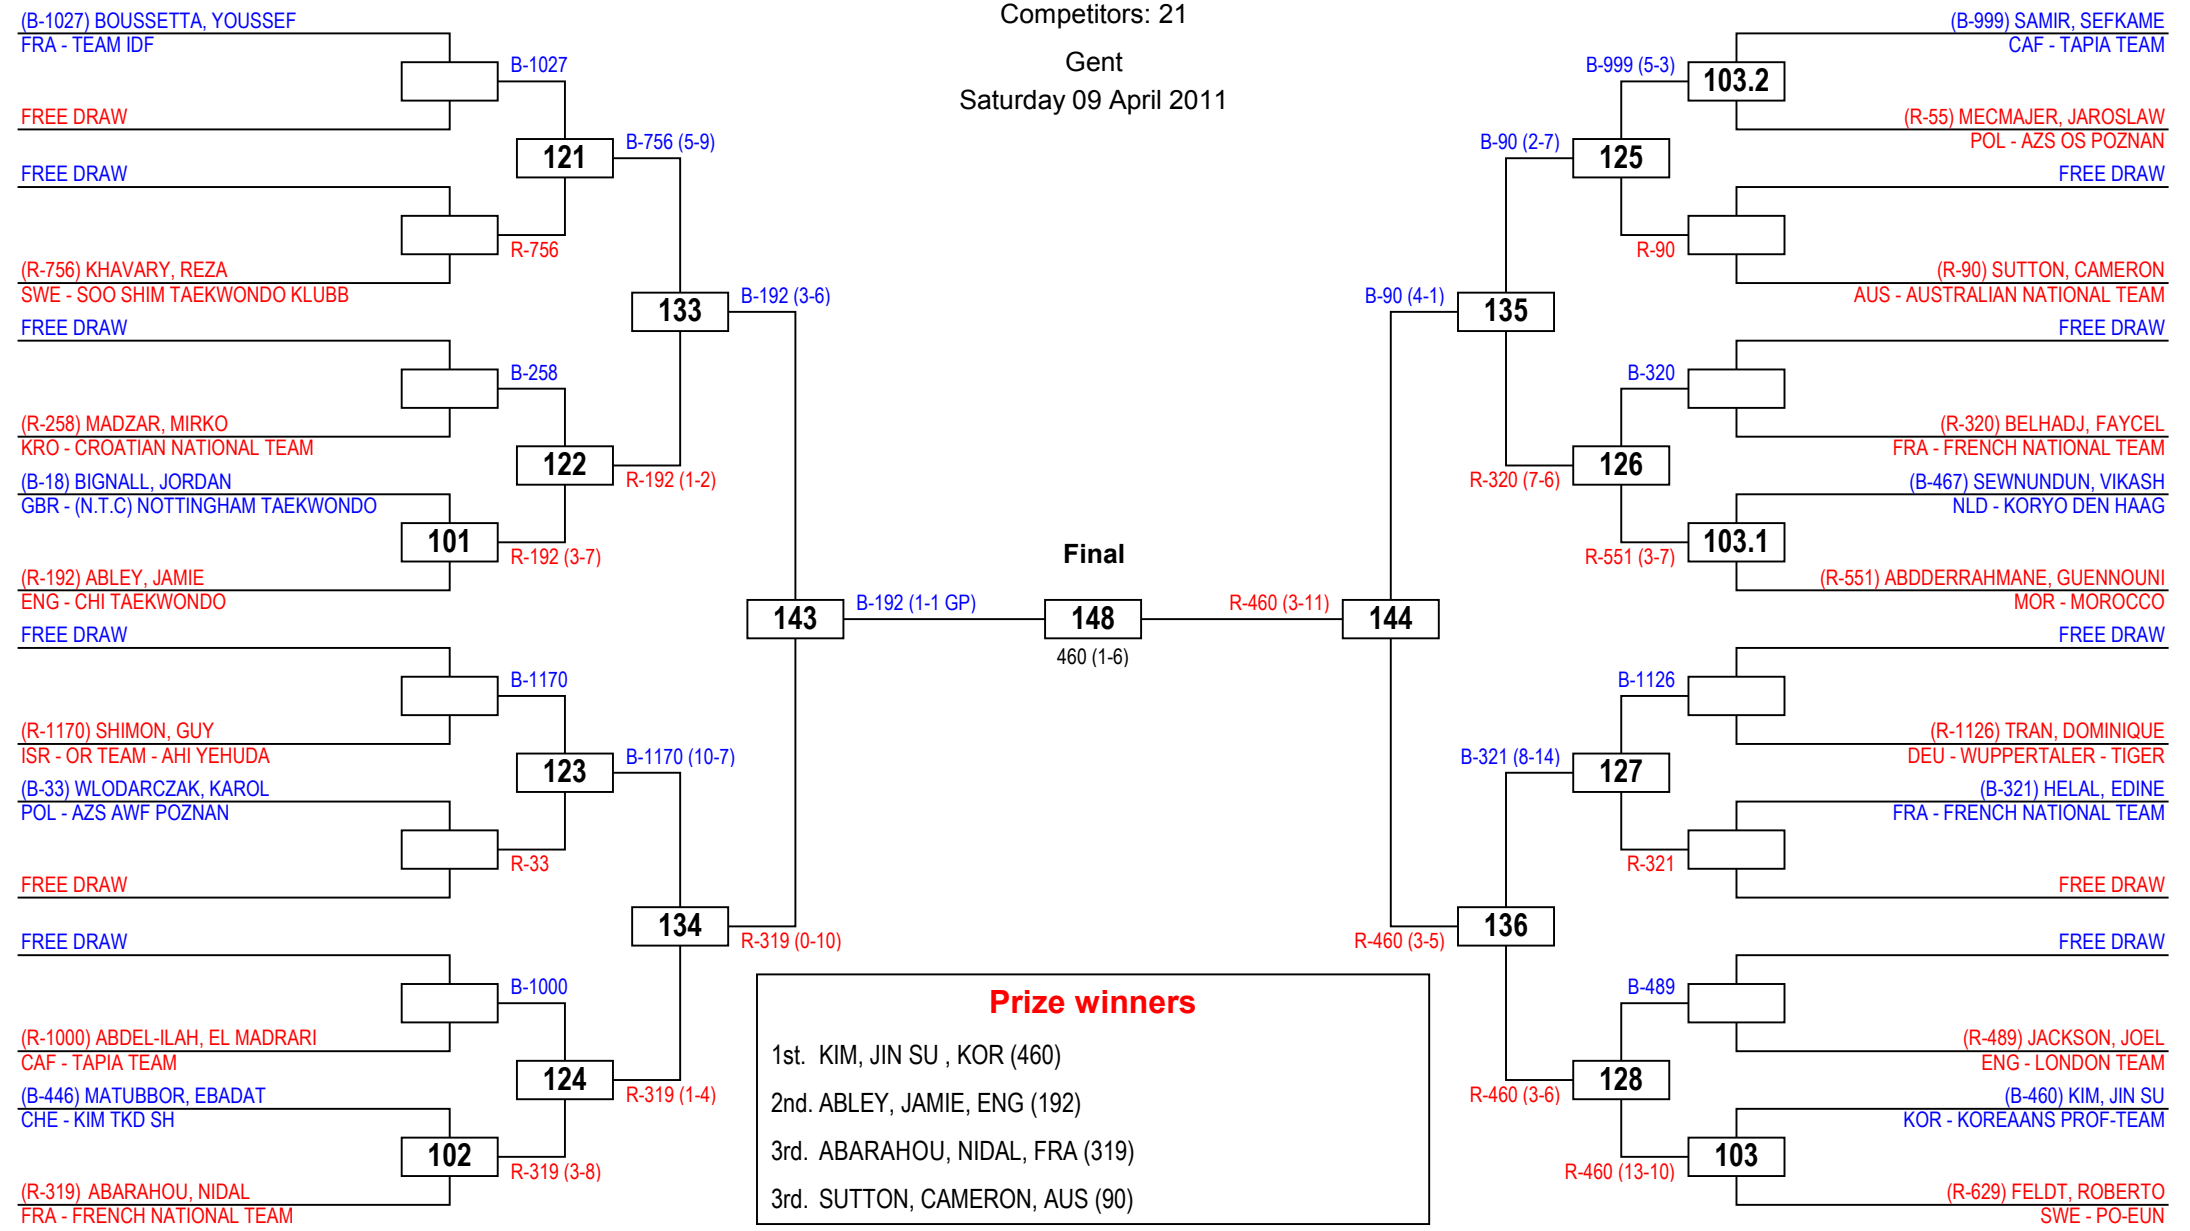 Competitors: 21
Gent
Saturday 09 April 2011
(B-1027) BOUSSETTA, YOUSSEF
FRA - TEAM IDF
FREE DRAW
B-1027
FREE DRAW
(R-756) KHAVARY, REZA
SWE - SOO SHIM TAEKWONDO KLUBB
R-756
121
B-756 (5-9)
FREE DRAW
(R-258) MADZAR, MIRKO
KRO - CROATIAN NATIONAL TEAM
B-258
(B-18) BIGNALL, JORDAN
GBR - (N.T.C) NOTTINGHAM TAEKWONDO
101
(R-192) ABLEY, JAMIE
ENG - CHI TAEKWONDO
R-192 (3-7)
122
R-192 (1-2)
133
B-192 (3-6)
FREE DRAW
(R-1170) SHIMON, GUY
ISR - OR TEAM - AHI YEHUDA
B-1170
(B-33) WLODARCZAK, KAROL
POL - AZS AWF POZNAN
FREE DRAW
R-33
123
B-1170 (10-7)
FREE DRAW
(R-1000) ABDEL-ILAH, EL MADRARI
CAF - TAPIA TEAM
B-1000
(B-446) MATUBBOR, EBADAT
CHE - KIM TKD SH
102
(R-319) ABARAHOU, NIDAL
FRA - FRENCH NATIONAL TEAM
R-319 (3-8)
124
R-319 (1-4)
134
R-319 (0-10)
143
B-192 (1-1 GP)
Final
148
460 (1-6)
R-460 (3-11)
144
(B-999) SAMIR, SEFKAME
CAF - TAPIA TEAM
103.2
(R-55) MECMAJER, JAROSLAW
POL - AZS OS POZNAN
B-999 (5-3)
FREE DRAW
(R-90) SUTTON, CAMERON
AUS - AUSTRALIAN NATIONAL TEAM
R-90
125
B-90 (2-7)
FREE DRAW
(R-320) BELHADJ, FAYCEL
FRA - FRENCH NATIONAL TEAM
B-320
(B-467) SEWNUNDUN, VIKASH
NLD - KORYO DEN HAAG
103.1
(R-551) ABDDERRAHMANE, GUENNOUNI
MOR - MOROCCO
R-551 (3-7)
126
R-320 (7-6)
135
B-90 (4-1)
FREE DRAW
(R-1126) TRAN, DOMINIQUE
DEU - WUPPERTALER - TIGER
B-1126
(B-321) HELAL, EDINE
FRA - FRENCH NATIONAL TEAM
FREE DRAW
R-321
127
B-321 (8-14)
FREE DRAW
(R-489) JACKSON, JOEL
ENG - LONDON TEAM
B-489
(B-460) KIM, JIN SU
KOR - KOREAANS PROF-TEAM
103
(R-629) FELDT, ROBERTO
SWE - PO-EUN
R-460 (13-10)
128
R-460 (3-6)
136
R-460 (3-5)
Prize winners
1st. KIM, JIN SU , KOR (460)
2nd. ABLEY, JAMIE, ENG (192)
3rd. ABARAHOU, NIDAL, FRA (319)
3rd. SUTTON, CAMERON, AUS (90)